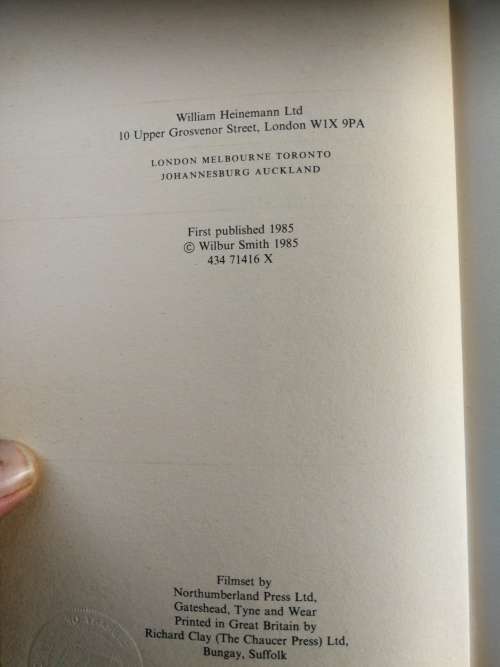 William Heinemann Ltd
10 Upper Grosvenor Street, London W1X 9PA
LONDON MELBOURNE TORONTO
JOHANNESBURG AUCKLAND
First published 1985
© Wilbur Smith 1985
434 71416 X
Filmset by
Northumberland Press Ltd,
Gateshead, Tyne and Wear
Printed in Great Britain by
Richard Clay (The Chaucer Press) Ltd,
Bungay, Suffolk